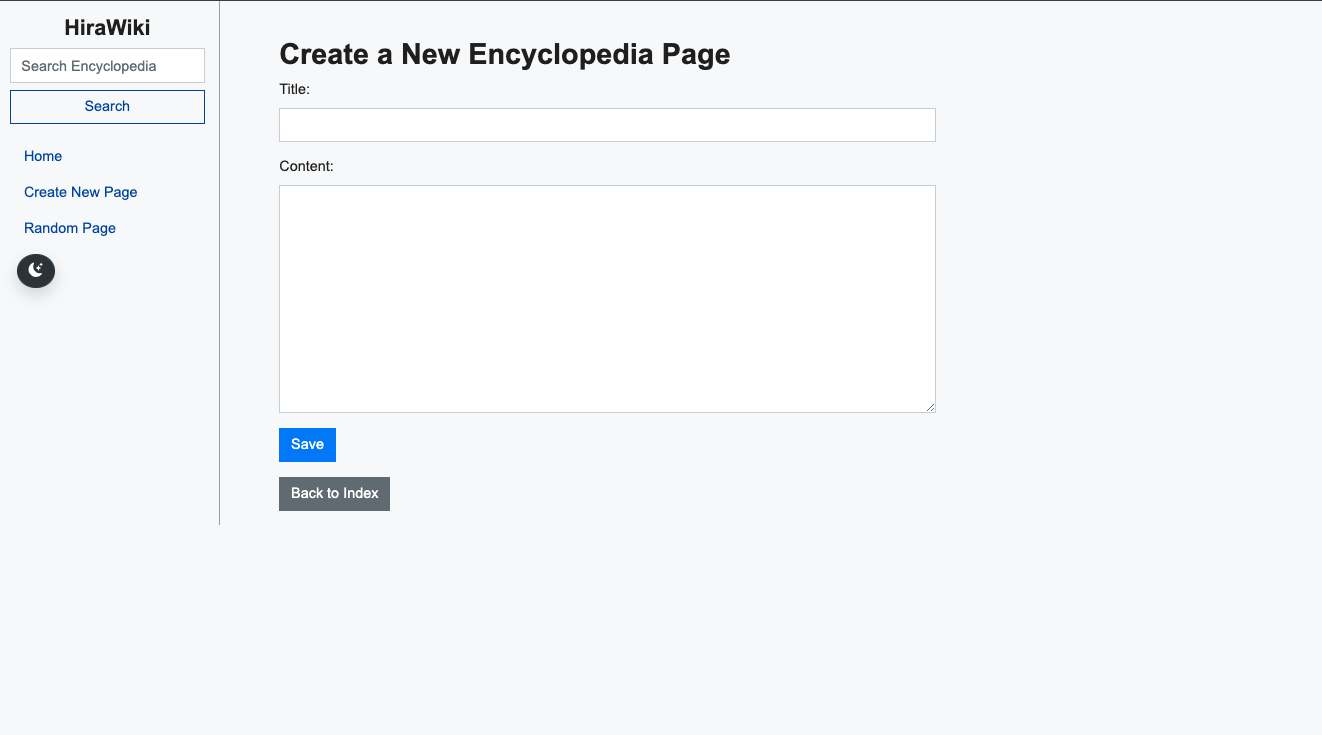 HiraWiki
Search Encyclopedia
Search
Home
Create New Page
Random Page
Create a New Encyclopedia Page
Title:
Content:
Save
Back to Index